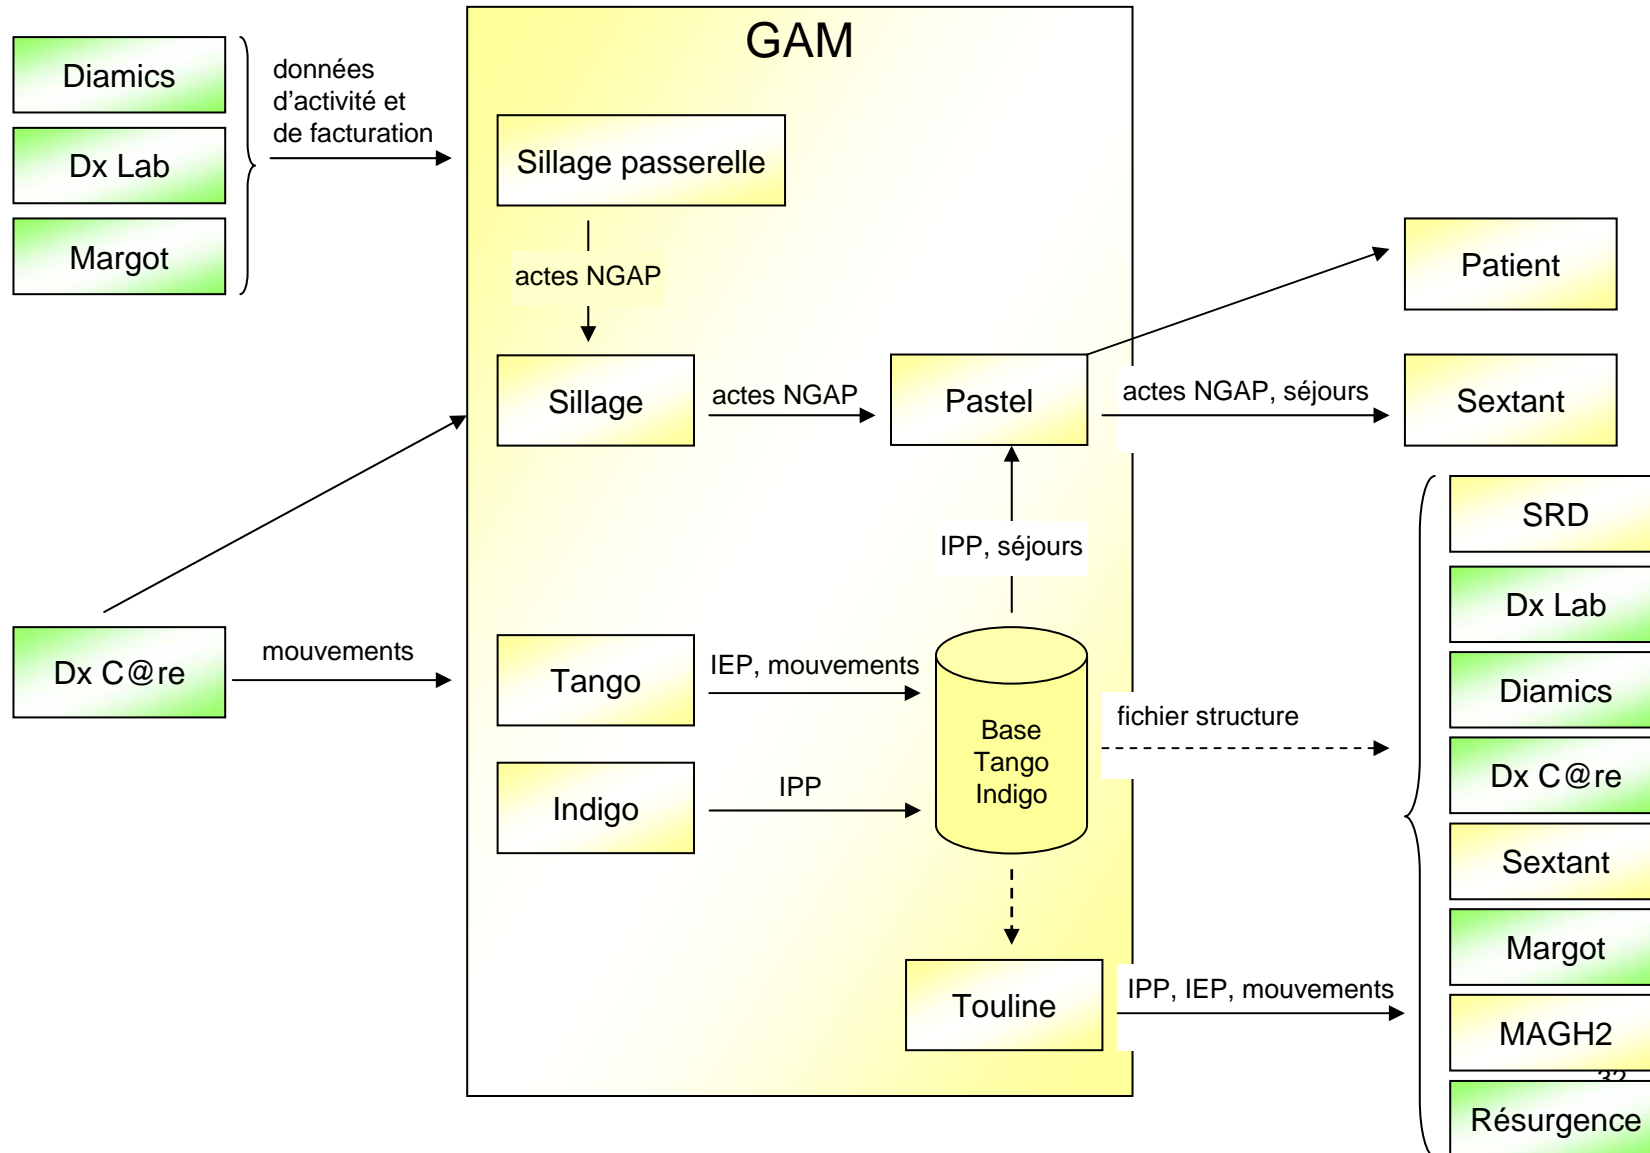 GAM
Diamics
Dx Lab
Margot
données
d'activité et
de facturation
Sillage passerelle
actes NGAP
Sillage
actes NGAP
Pastel
actes NGAP, séjours
Patient
Sextant
IPP, séjours
Dx C@re
mouvements
Tango
IEP, mouvements
Indigo
IPP
Base
Tango
Indigo
fichier structure
Touline
IPP, IEP, mouvements
SRD
Dx Lab
Diamics
Dx C@re
Sextant
Margot
MAGH2
Résurgence